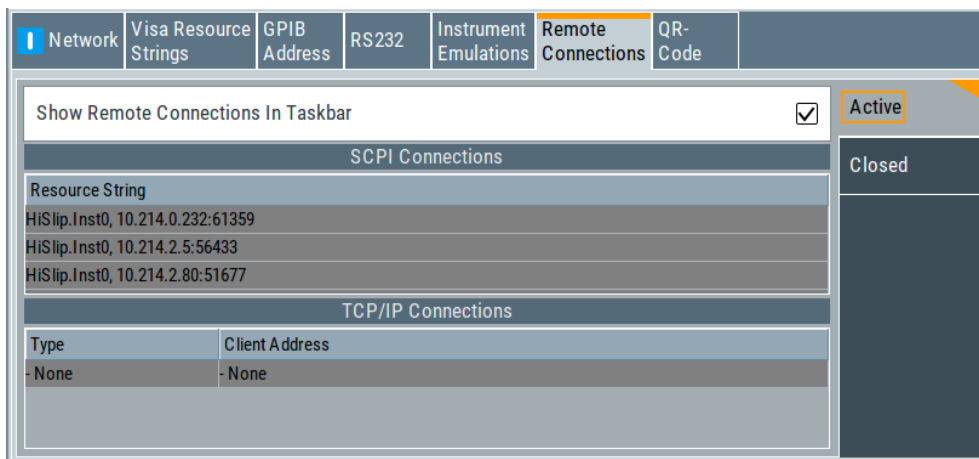 Network
Visa Resource
Strings
GPIB
Address
RS232
Instrument
Emulations
Remote
Connections
QR-
Code
Show Remote Connections In Taskbar
Active
Closed
SCPI Connections
Resource String
HiSlip.Inst0, 10.214.0.232:61359
HiSlip.Inst0, 10.214.2.5:56433
HiSlip.Inst0, 10.214.2.80:51677
TCP/IP Connections
Type Client Address
- None - None